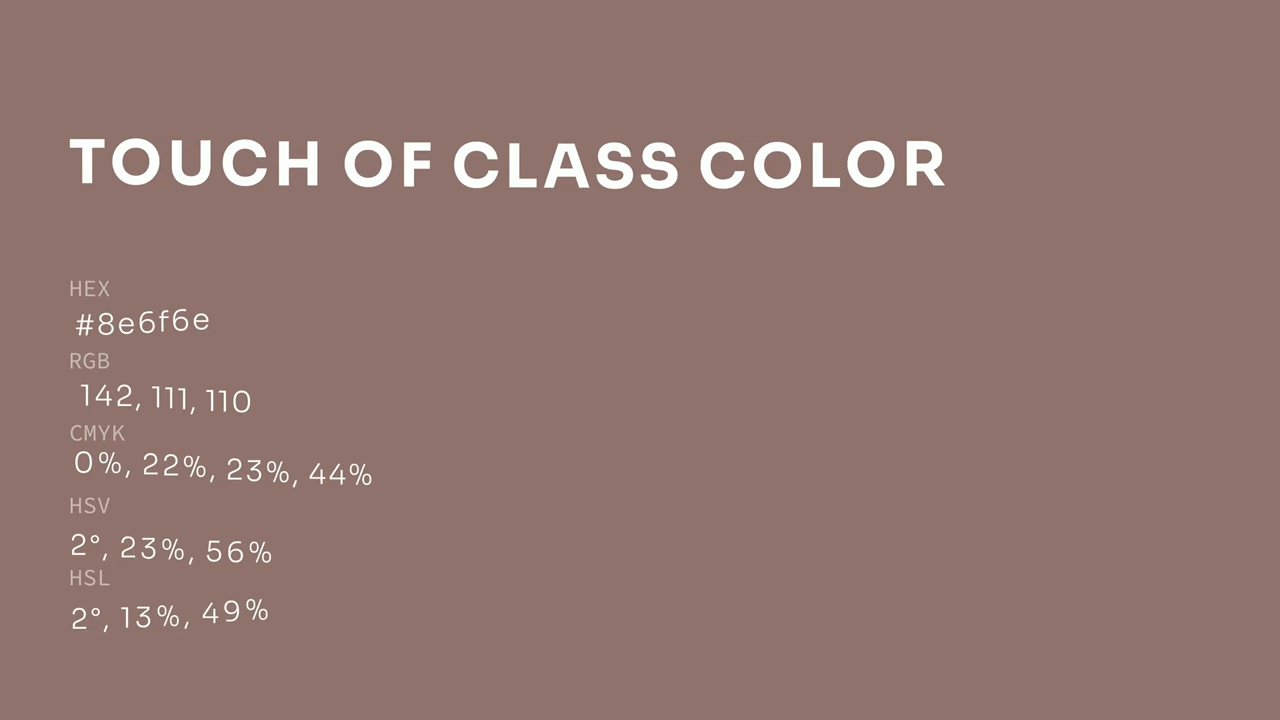 TOUCH OF CLASS COLOR
HEX
#8e6f6e
RGB
142, 111, 110
CMYK
0%, 22%, 23%, 44%
HSV
2°, 23%, 56%
HSL
2°, 13%, 49%